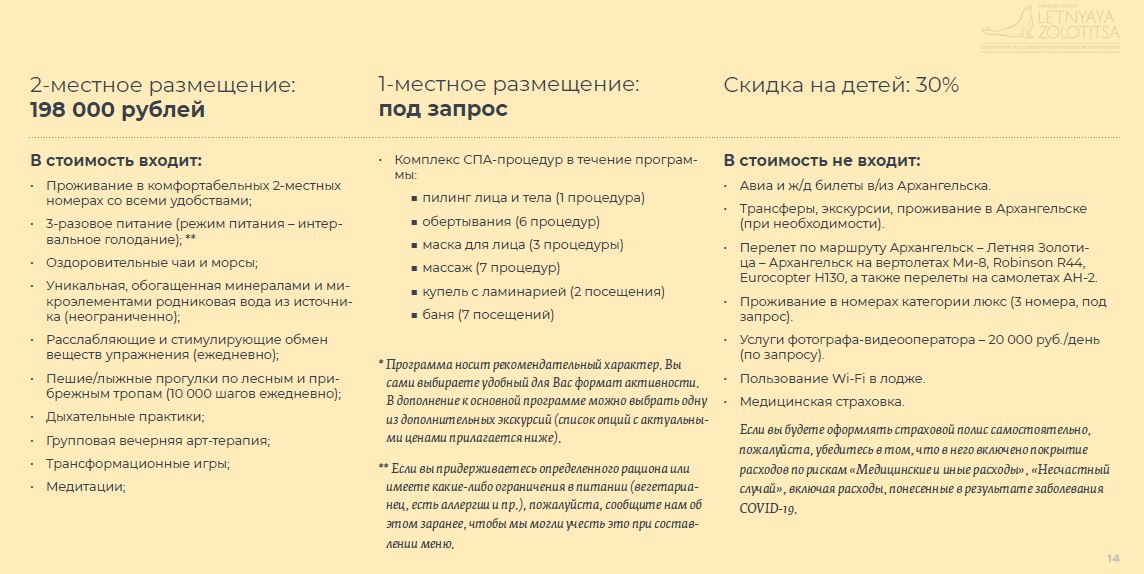 UNIQUE LODGE
LETNYAYA
ZOLOTITSA
EXPERIENCE TO CONNECT WITH RUSSIAN NORTH NATURE
2-местное размещение:
198 000 рублей
1-местное размещение:
под запрос
Скидка на детей: 30%
В стоимость входит:
• Проживание в комфортабельных 2-местных
номерах со всеми удобствами;
• 3-разовое питание (режим питания – интер-
вальное голодание); **
• Оздоровительные чаи и морсы;
• Уникальная, обогащенная минералами и ми-
кроэлементами родниковая вода из источни-
ка (неограниченно);
• Расслабляющие и стимулирующие обмен
веществ упражнения (ежедневно);
• Пешие/лыжные прогулки по лесным и при-
брежным тропам (10 000 шагов ежедневно);
• Дыхательные практики;
• Групповая вечерняя арт-терапия;
• Трансформационные игры;
• Медитации;
• Комплекс СПА-процедур в течение програм-
мы:
▪ пилинг лица и тела (1 процедура)
▪ обертывания (6 процедур)
▪ маска для лица (3 процедуры)
▪ массаж (7 процедур)
▪ купель с ламинарией (2 посещения)
▪ баня (7 посещений)
* Программа носит рекомендательный характер. Вы
сами выбираете удобный для Вас формат активности.
В дополнение к основной программе можно выбрать одну
из дополнительных экскурсий (список опций с актуальны-
ми ценами прилагается ниже).
** Если вы придерживаетесь определенного рациона или
имеете какие-либо ограничения в питании (вегетариа-
нец, есть аллергии и пр.), пожалуйста, сообщите нам об
этом заранее, чтобы мы могли учесть это при состав-
лении меню.
В стоимость не входит:
• Авиа и ж/д билеты в/из Архангельска.
• Трансферы, экскурсии, проживание в Архангельске
(при необходимости).
• Перелет по маршруту Архангельск – Летняя Золоти-
ца – Архангельск на вертолетах Ми-8, Robinson R44,
Eurocopter H130, а также перелеты на самолетах АН-2.
• Проживание в номерах категории люкс (3 номера, под
запрос).
• Услуги фотографа-видеооператора – 20 000 руб./день
(по запросу).
• Пользование Wi-Fi в лодже.
• Медицинская страховка.
Если вы будете оформлять страховой полис самостоятельно,
пожалуйста, убедитесь в том, что в него включено покрытие
расходов по рискам «Медицинские и иные расходы», «Несчастный
случай», включая расходы, понесенные в результате заболевания
COVID-19.
14